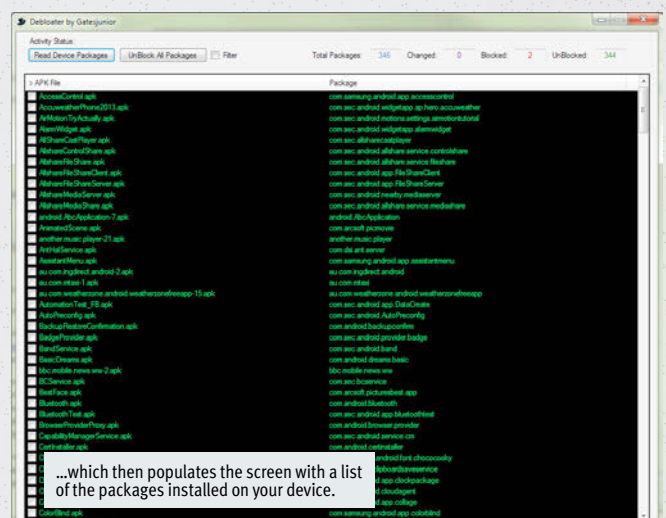 Debloater by Gatesjunior
Activity Status:
Read Device Packages UnBlock All Packages Filter Total Packages: 346 Changed: 0 Blocked: 2 UnBlocked: 344
> APK File Package
AccessControl.apk com.samsung.android.app.accesscontrol
AccuweatherPhone2013.apk com.sec.android.widgetapp.ap.hero.accuweather
AirMotionTryActually.apk com.sec.android.motions.settings.airmotiontutorial
AlarmWidget.apk com.sec.android.widgetapp.alarmwidget
AllShareCastPlayer.apk com.sec.allsharecastplayer
AllshareControlShare.apk com.sec.android.allshare.service.controlshare
AllshareFileShare.apk com.sec.android.allshare.service.fileshare
AllshareFileShareClient.apk com.sec.android.app.FileShareClient
AllshareFileShareServer.apk com.sec.android.app.FileShareServer
AllshareMediaServer.apk com.sec.android.nearby.mediaserver
AllshareMediaShare.apk com.sec.android.allshare.service.mediashare
android.AbcApplication-7.apk android.AbcApplication
AnimatedScene.apk com.arcsoft.picmovie
another.music.player-21.apk another.music.player
AntHalService.apk com.dsi.ant.server
AssistantMenu.apk com.samsung.android.app.assistantmenu
au.com.ingdirect.android-2.apk au.com.ingdirect.android
au.com.mtaxi-1.apk au.com.mtaxi
au.com.weatherzone.android.weatherzonefreeapp-15.apk au.com.weatherzone.android.weatherzonefreeapp
AutomationTest_FB.apk com.sec.android.app.DataCreate
AutoPreconfig.apk com.sec.android.AutoPreconfig
BackupRestoreConfirmation.apk com.android.backupconfirm
BadgeProvider.apk com.sec.android.provider.badge
BandService.apk com.sec.android.band
BasicDreams.apk com.android.dreams.basic
bbc.mobile.news.ww-2.apk bbc.mobile.news.ww
BCService.apk com.sec.bcservice
BestFace.apk com.arcsoft.picturesbest.app
Bluetooth.apk com.android.bluetooth
BluetoothTest.apk com.sec.android.app.bluetoothtest
BrowserProviderProxy.apk com.android.browser.provider
CapabilityManagerService.apk com.sec.android.service.cm
CertInstaller.apk com.android.certinstaller
C android.font.chococooky
C clipboardsaveservice
D d.app.clockpackage
C d.cloudagent
C d.app.collage
ColorBlind.apk com.samsung.android.app.colorblind
...which then populates the screen with a list
of the packages installed on your device.